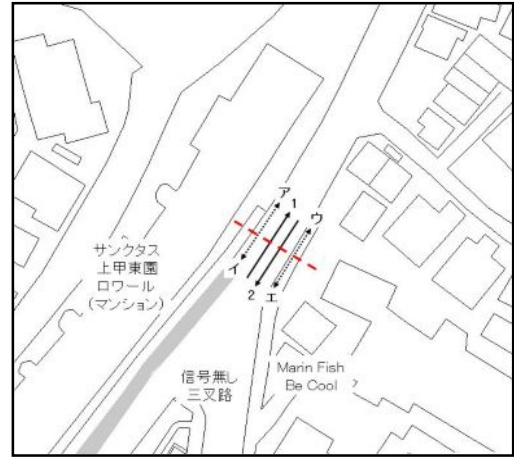 ア
1
ウ
イ
2
エ
サンクタス
上甲東園
ロワール
(マンション)
信号無し
三叉路
Marin Fish
Be Cool